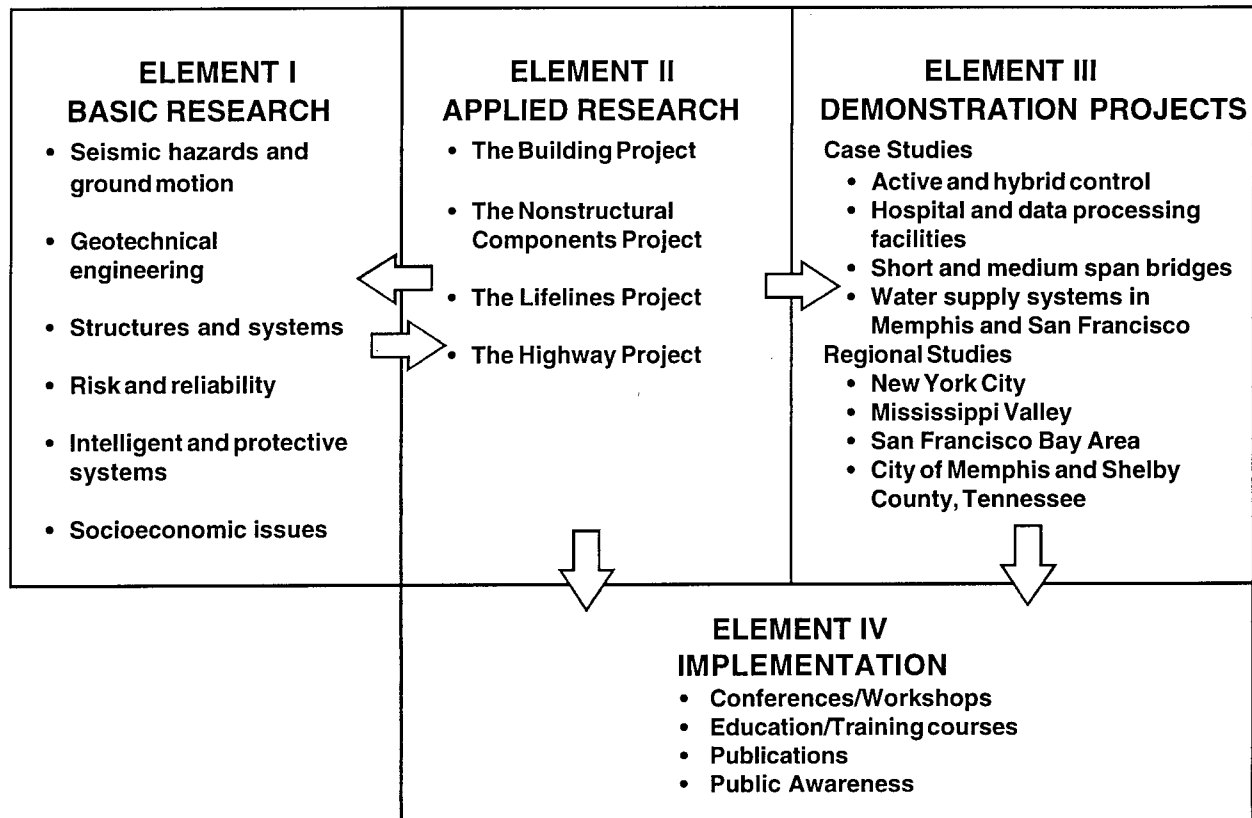 ELEMENT I
BASIC RESEARCH
• Seismic hazards and
ground motion
• Geotechnical
engineering
• Structures and systems
• Risk and reliability
• Intelligent and protective
systems
• Socioeconomic issues
ELEMENT II
APPLIED RESEARCH
• The Building Project
• The Nonstructural
Components Project
• The Lifelines Project
• The Highway Project
ELEMENT III
DEMONSTRATION PROJECTS
Case Studies
• Active and hybrid control
• Hospital and data processing
facilities
• Short and medium span bridges
• Water supply systems in
Memphis and San Francisco
Regional Studies
• New York City
• Mississippi Valley
• San Francisco Bay Area
• City of Memphis and Shelby
County, Tennessee
ELEMENT IV
IMPLEMENTATION
• Conferences/Workshops
• Education/Training courses
• Publications
• Public Awareness